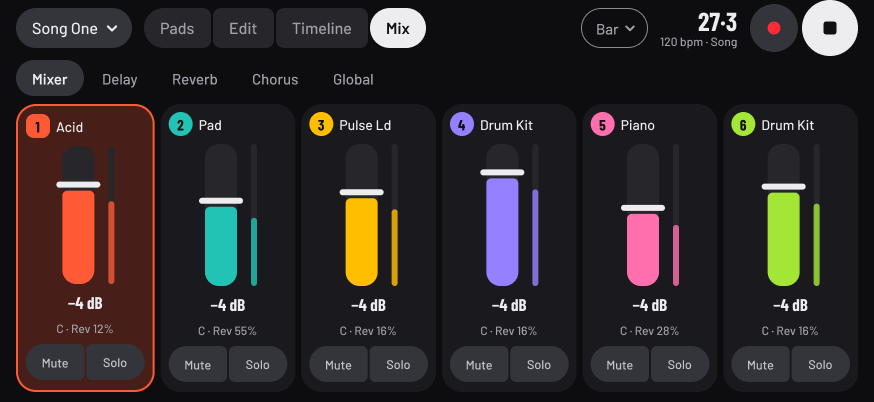 Song One
Pads
Edit
Timeline
Mix
Bar
27·3
120 bpm · Song
Mixer
Delay
Reverb
Chorus
Global
1 Acid
–4 dB
C · Rev 12%
Mute
Solo
2 Pad
–4 dB
C · Rev 55%
Mute
Solo
3 Pulse Ld
–4 dB
C · Rev 16%
Mute
Solo
4 Drum Kit
–4 dB
C · Rev 16%
Mute
Solo
5 Piano
–4 dB
C · Rev 28%
Mute
Solo
6 Drum Kit
–4 dB
C · Rev 16%
Mute
Solo